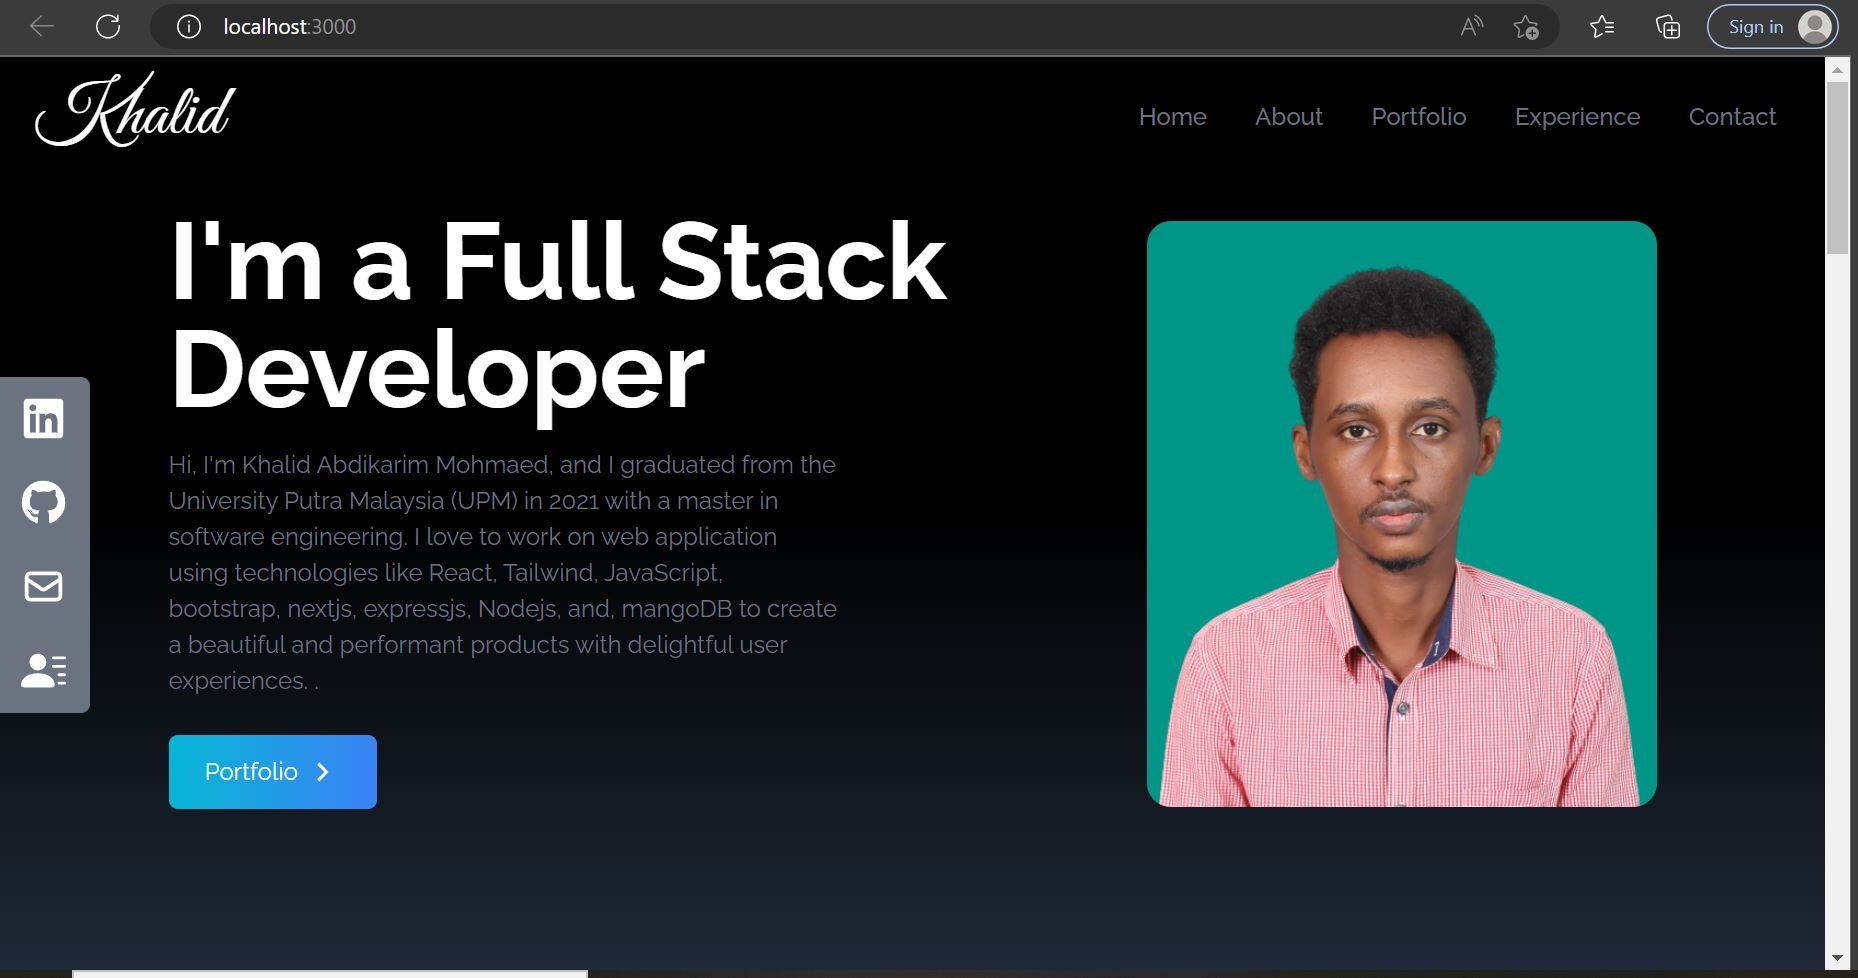 localhost:3000
Sign in
Khalid
Home About Portfolio Experience Contact
I'm a Full Stack
Developer
Hi, I'm Khalid Abdikarim Mohmaed, and I graduated from the
University Putra Malaysia (UPM) in 2021 with a master in
software engineering. I love to work on web application
using technologies like React, Tailwind, JavaScript,
bootstrap, nextjs, expressjs, Nodejs, and, mangoDB to create
a beautiful and performant products with delightful user
experiences. .
in
Portfolio